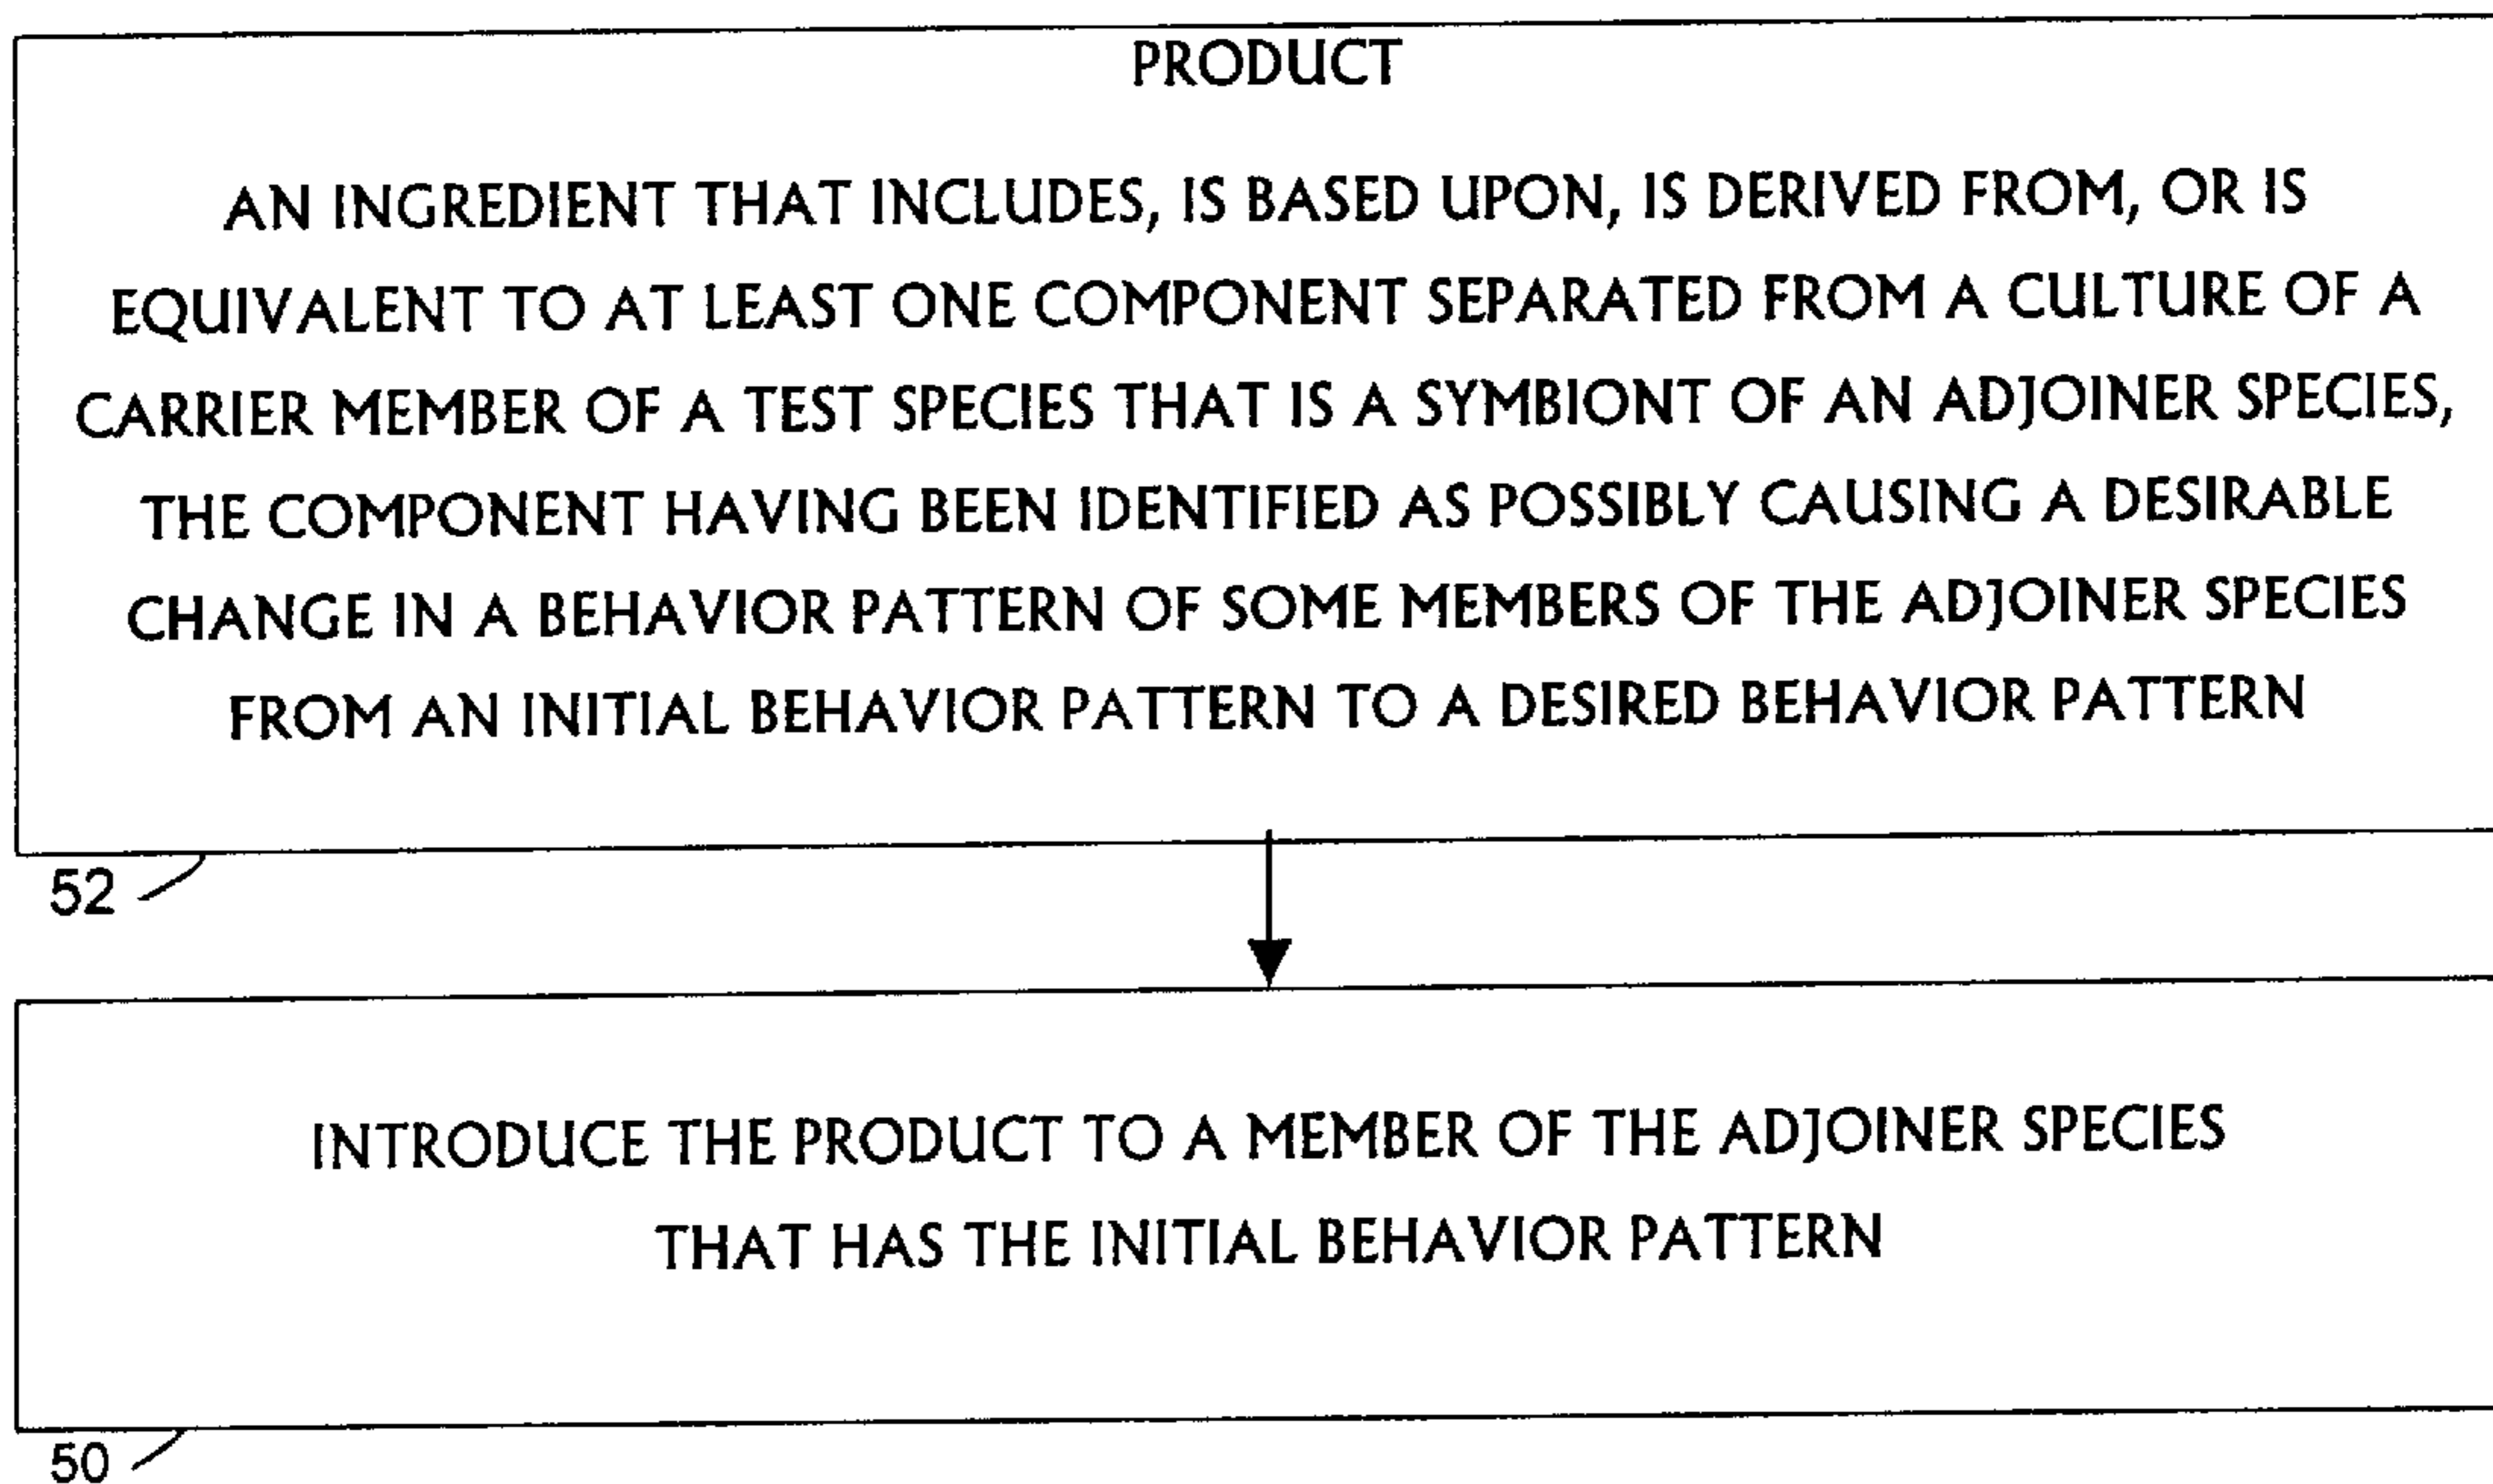 PRODUCT
AN INGREDIENT THAT INCLUDES, IS BASED UPON, IS DERIVED FROM, OR IS
EQUIVALENT TO AT LEAST ONE COMPONENT SEPARATED FROM A CULTURE OF A
CARRIER MEMBER OF A TEST SPECIES THAT IS A SYMBIONT OF AN ADJOINER SPECIES,
THE COMPONENT HAVING BEEN IDENTIFIED AS POSSIBLY CAUSING A DESIRABLE
CHANGE IN A BEHAVIOR PATTERN OF SOME MEMBERS OF THE ADJOINER SPECIES
FROM AN INITIAL BEHAVIOR PATTERN TO A DESIRED BEHAVIOR PATTERN
52
INTRODUCE THE PRODUCT TO A MEMBER OF THE ADJOINER SPECIES
THAT HAS THE INITIAL BEHAVIOR PATTERN
50